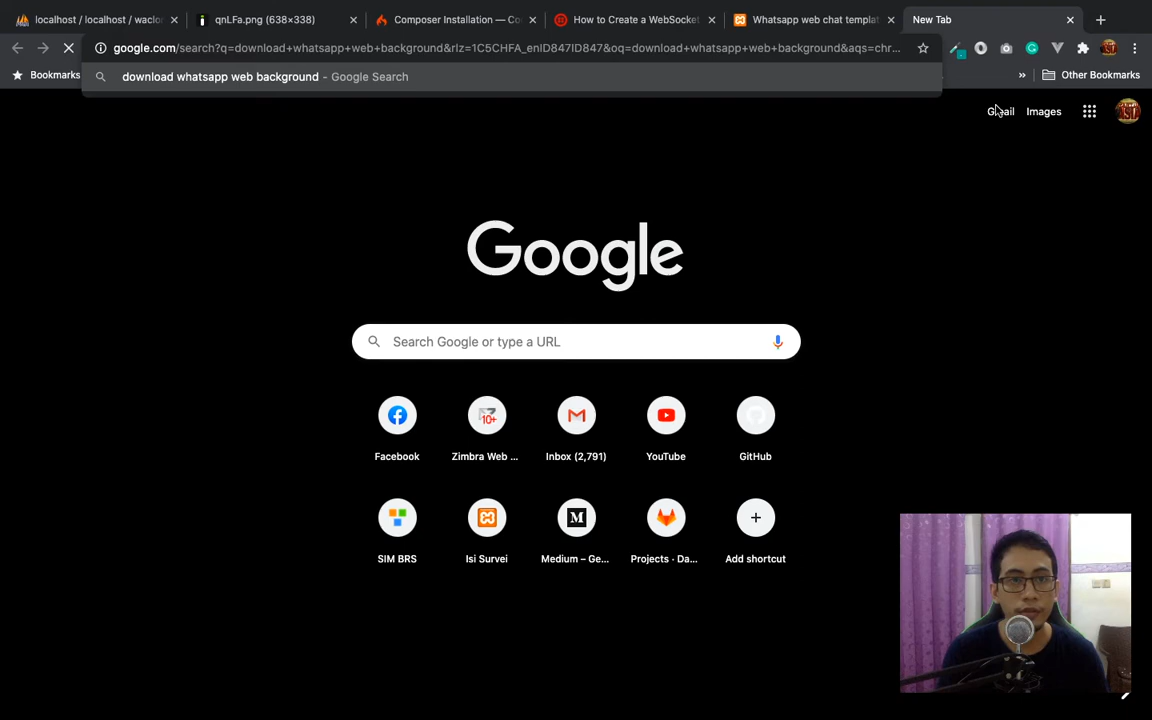 localhost / localhost / wacion
qnLFa.png (638×338)
Composer Installation — Co
How to Create a WebSocket
Whatsapp web chat templat
New Tab
google.com/search?q=download+whatsapp+web+background&rlz=1C5CHFA_enID847ID847&oq=download+whatsapp+web+background&aqs=chr...
Bookmarks
download whatsapp web background - Google Search
»
Other Bookmarks
Gmail
Images
Google
Search Google or type a URL
10+
Facebook
Zimbra Web ...
Inbox (2,791)
YouTube
GitHub
SIM BRS
Isi Survei
Medium – Ge...
Projects · Da...
Add shortcut